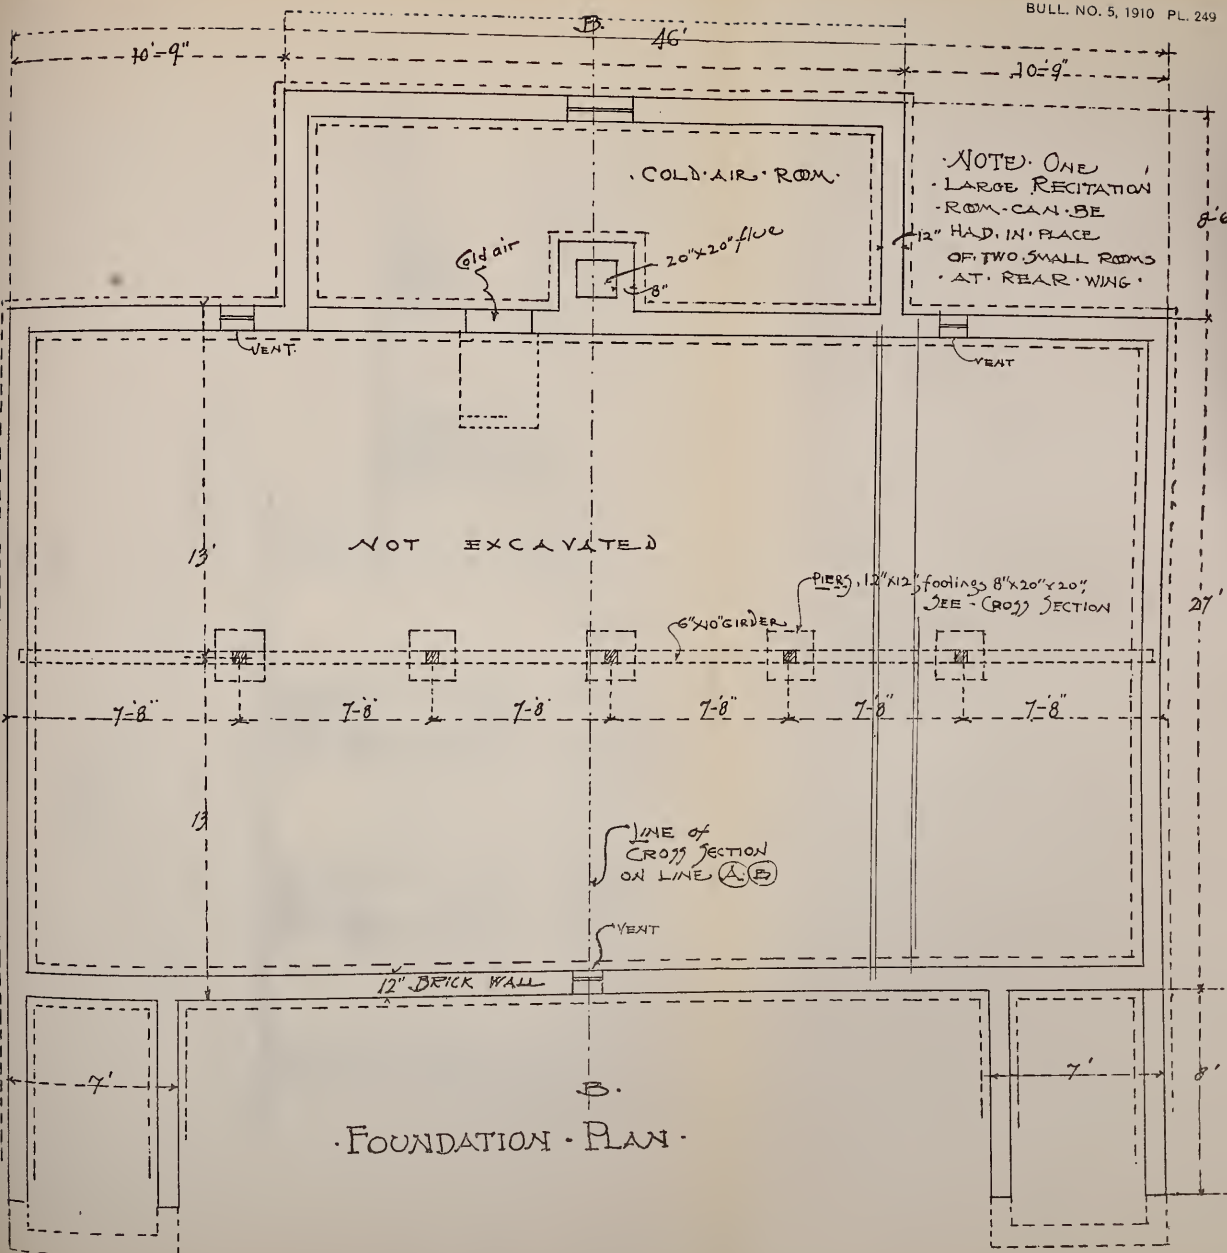 BULL. NO. 5, 1910 PL. 249
B.
46'
10'-9"
10'-9"
COLD·AIR·ROOM·
·NOTE· ONE
·LARGE RECITATION
·ROOM·CAN·BE
HAD, IN·PLACE
OF·TWO·SMALL ROOMS
·AT·REAR·WING·
12"
20"x20" flue
8"
Cold air
VENT.
VENT
13'
NOT EXCAVATED
PIERS, 12"x12", footings 8"x20"x20",
SEE - CROSS SECTION
27'
6"x10" GIRDER
7-8"
7-8"
7-8"
7-8"
7-8"
7-8"
13
LINE of
CROSS SECTION
ON LINE A·B
VENT
12" BRICK WALL
7'
B.
7'
8'
·FOUNDATION·PLAN·